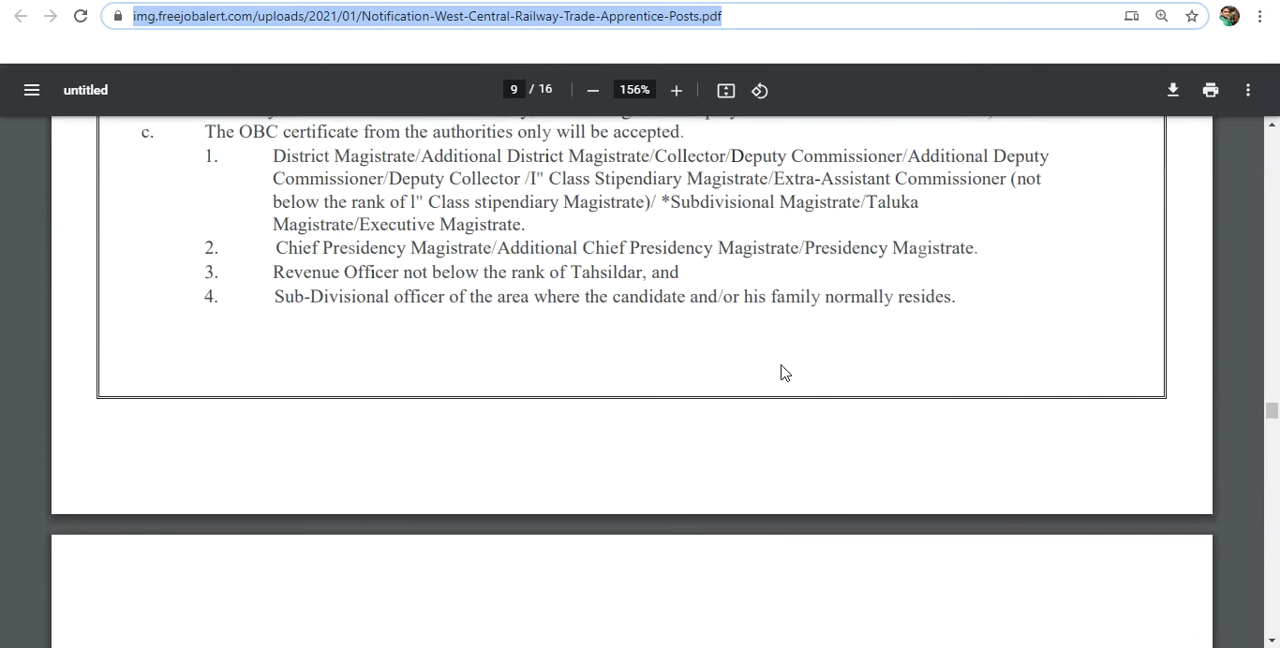 img.freejobalert.com/uploads/2021/01/Notification-West-Central-Railway-Trade-Apprentice-Posts.pdf
untitled 9 / 16 156%
c. The OBC certificate from the authorities only will be accepted.
1. District Magistrate/Additional District Magistrate/Collector/Deputy Commissioner/Additional Deputy
Commissioner/Deputy Collector /I" Class Stipendiary Magistrate/Extra-Assistant Commissioner (not
below the rank of l" Class stipendiary Magistrate)/ *Subdivisional Magistrate/Taluka
Magistrate/Executive Magistrate.
2. Chief Presidency Magistrate/Additional Chief Presidency Magistrate/Presidency Magistrate.
3. Revenue Officer not below the rank of Tahsildar, and
4. Sub-Divisional officer of the area where the candidate and/or his family normally resides.